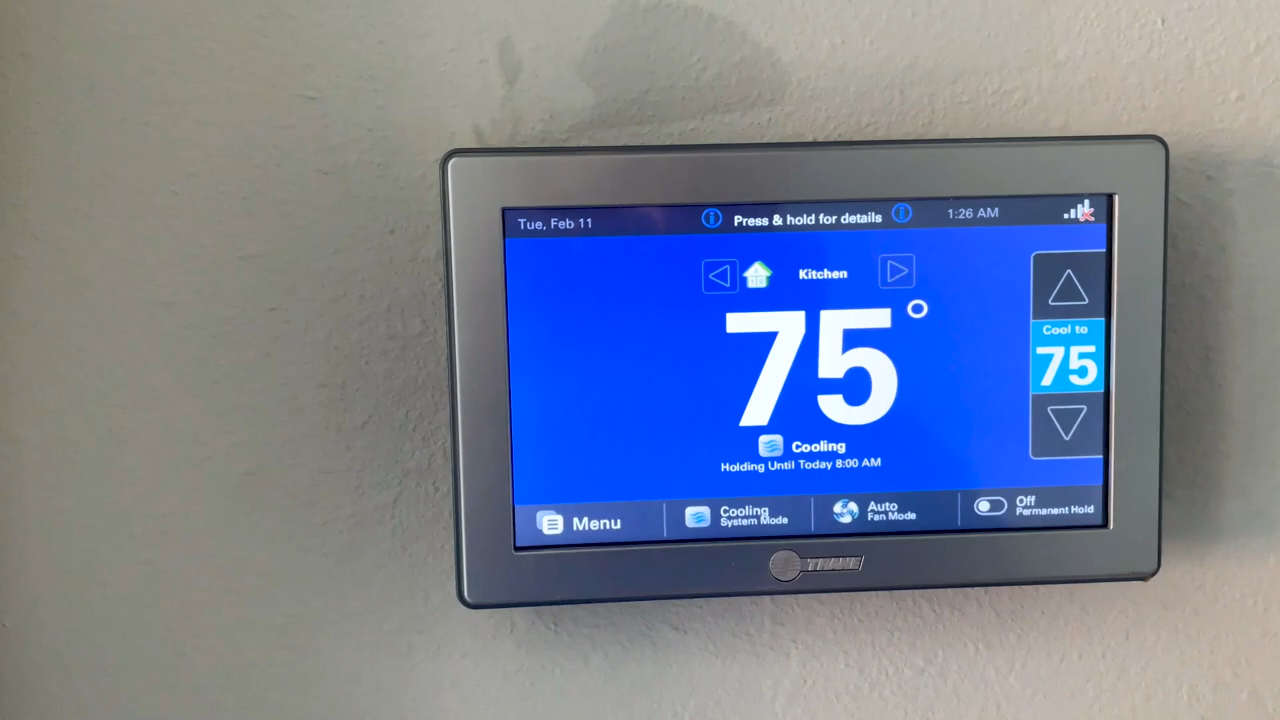 Tue, Feb 11
Press & hold for details
1:26 AM
Kitchen
75°
Cool to
75
Cooling
Holding Until Today 8:00 AM
Menu
Cooling
System Mode
Auto
Fan Mode
Off
Permanent Hold
TRANE